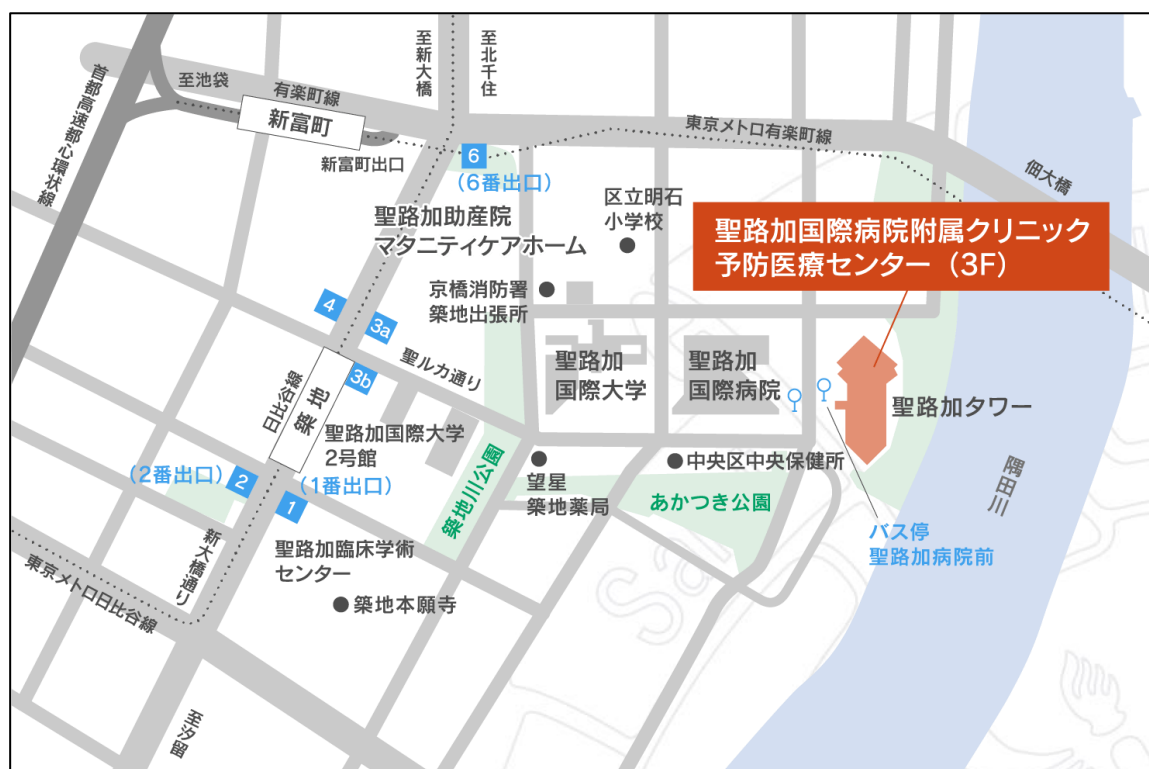 至新大橋
至北千住
首都高速都心環状線
至池袋
有楽町線
新富町
新富町出口
東京メトロ有楽町線
佃大橋
6
（6番出口）
区立明石
小学校
聖路加助産院
マタニティケアホーム
聖路加国際病院附属クリニック
予防医療センター（3F）
京橋消防署
築地出張所
4
3a
3b
聖ルカ通り
聖路加
国際大学
聖路加
国際病院
聖路加タワー
日比谷線
築地
聖路加国際大学
2号館
（2番出口）
2
（1番出口）
1
築地川公園
望星
築地薬局
中央区中央保健所
あかつき公園
隅田川
バス停
聖路加病院前
新大橋通り
聖路加臨床学術
センター
築地本願寺
東京メトロ日比谷線
至汐留